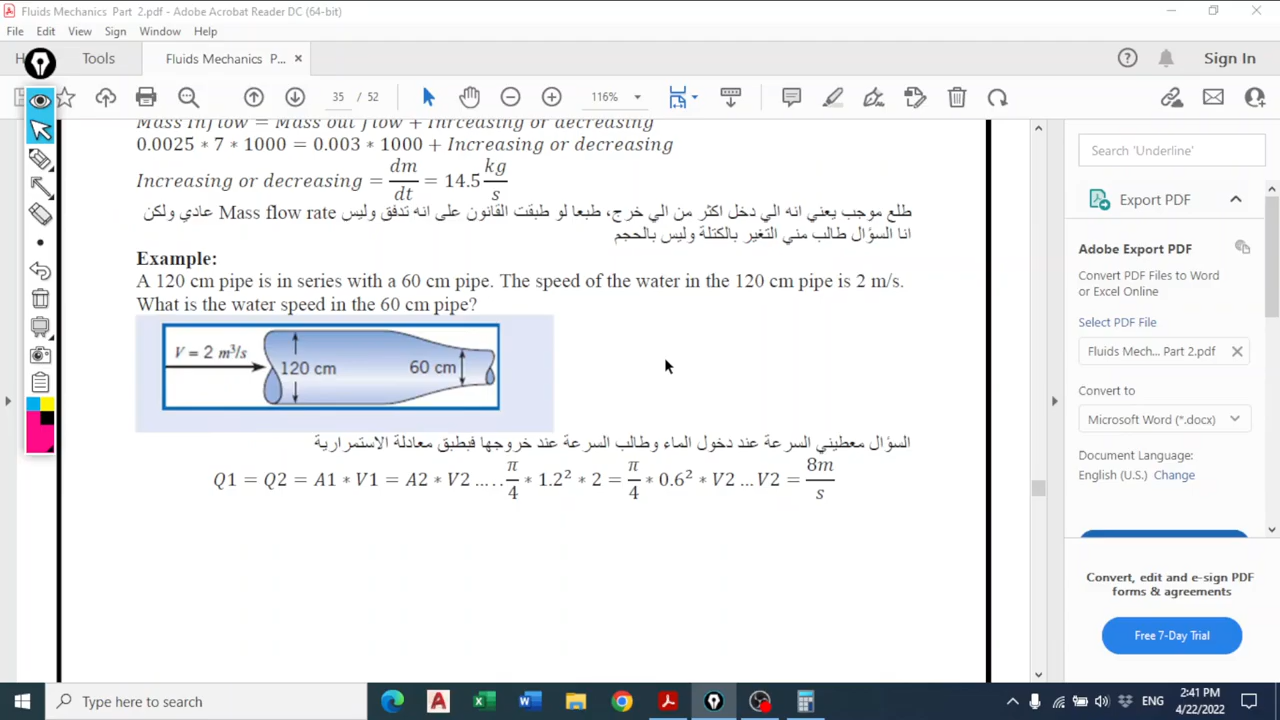 Fluids Mechanics Part 2.pdf - Adobe Acrobat Reader DC (64-bit)
File Edit View Sign Window Help
Tools
Fluids Mechanics P... ×
Sign In
35 / 52
116%
Mass Inflow = Mass out flow + Inrceasing or decreasing
0.0025 * 7 * 1000 = 0.003 * 1000 + Increasing or decreasing
Increasing or decreasing = dm/dt = 14.5 kg/s
طلع موجب يعني انه الي دخل اكثر من الي خرج، طبعا لو طبقت القانون على انه تدفق وليس Mass flow rate عادي ولكن
انا السؤال طالب مني التغير بالكتلة وليس بالحجم
Example:
A 120 cm pipe is in series with a 60 cm pipe. The speed of the water in the 120 cm pipe is 2 m/s.
What is the water speed in the 60 cm pipe?
V = 2 m³/s
120 cm
60 cm
السؤال معطيني السرعة عند دخول الماء وطالب السرعة عند خروجها فبطبق معادلة الاستمرارية
Q1 = Q2 = A1 * V1 = A2 * V2 ….. π/4 * 1.2² * 2 = π/4 * 0.6² * V2 … V2 = 8m/s
Search 'Underline'
Export PDF
Adobe Export PDF
Convert PDF Files to Word
or Excel Online
Select PDF File
Fluids Mech... Part 2.pdf
Convert to
Microsoft Word (*.docx)
Document Language:
English (U.S.) Change
Convert, edit and e-sign PDF
forms & agreements
Free 7-Day Trial
Type here to search
ENG
2:41 PM
4/22/2022